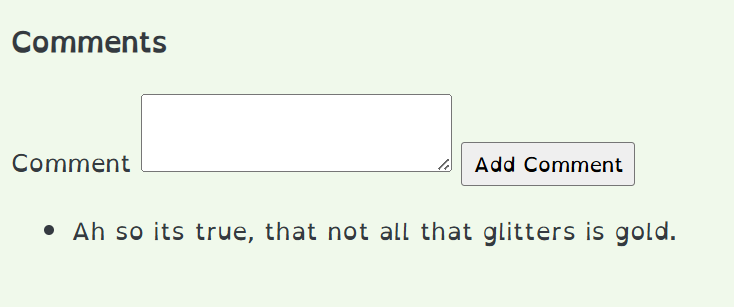 Comments
Comment
Add Comment
Ah so its true, that not all that glitters is gold.